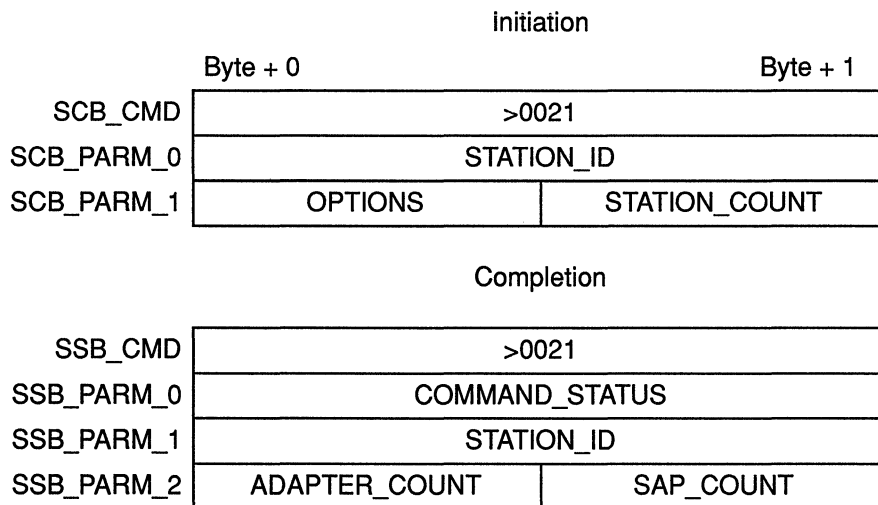 Initiation
Byte + 0 Byte + 1
SCB_CMD >0021
SCB_PARM_0 STATION_ID
SCB_PARM_1 OPTIONS STATION_COUNT
Completion
SSB_CMD >0021
SSB_PARM_0 COMMAND_STATUS
SSB_PARM_1 STATION_ID
SSB_PARM_2 ADAPTER_COUNT SAP_COUNT